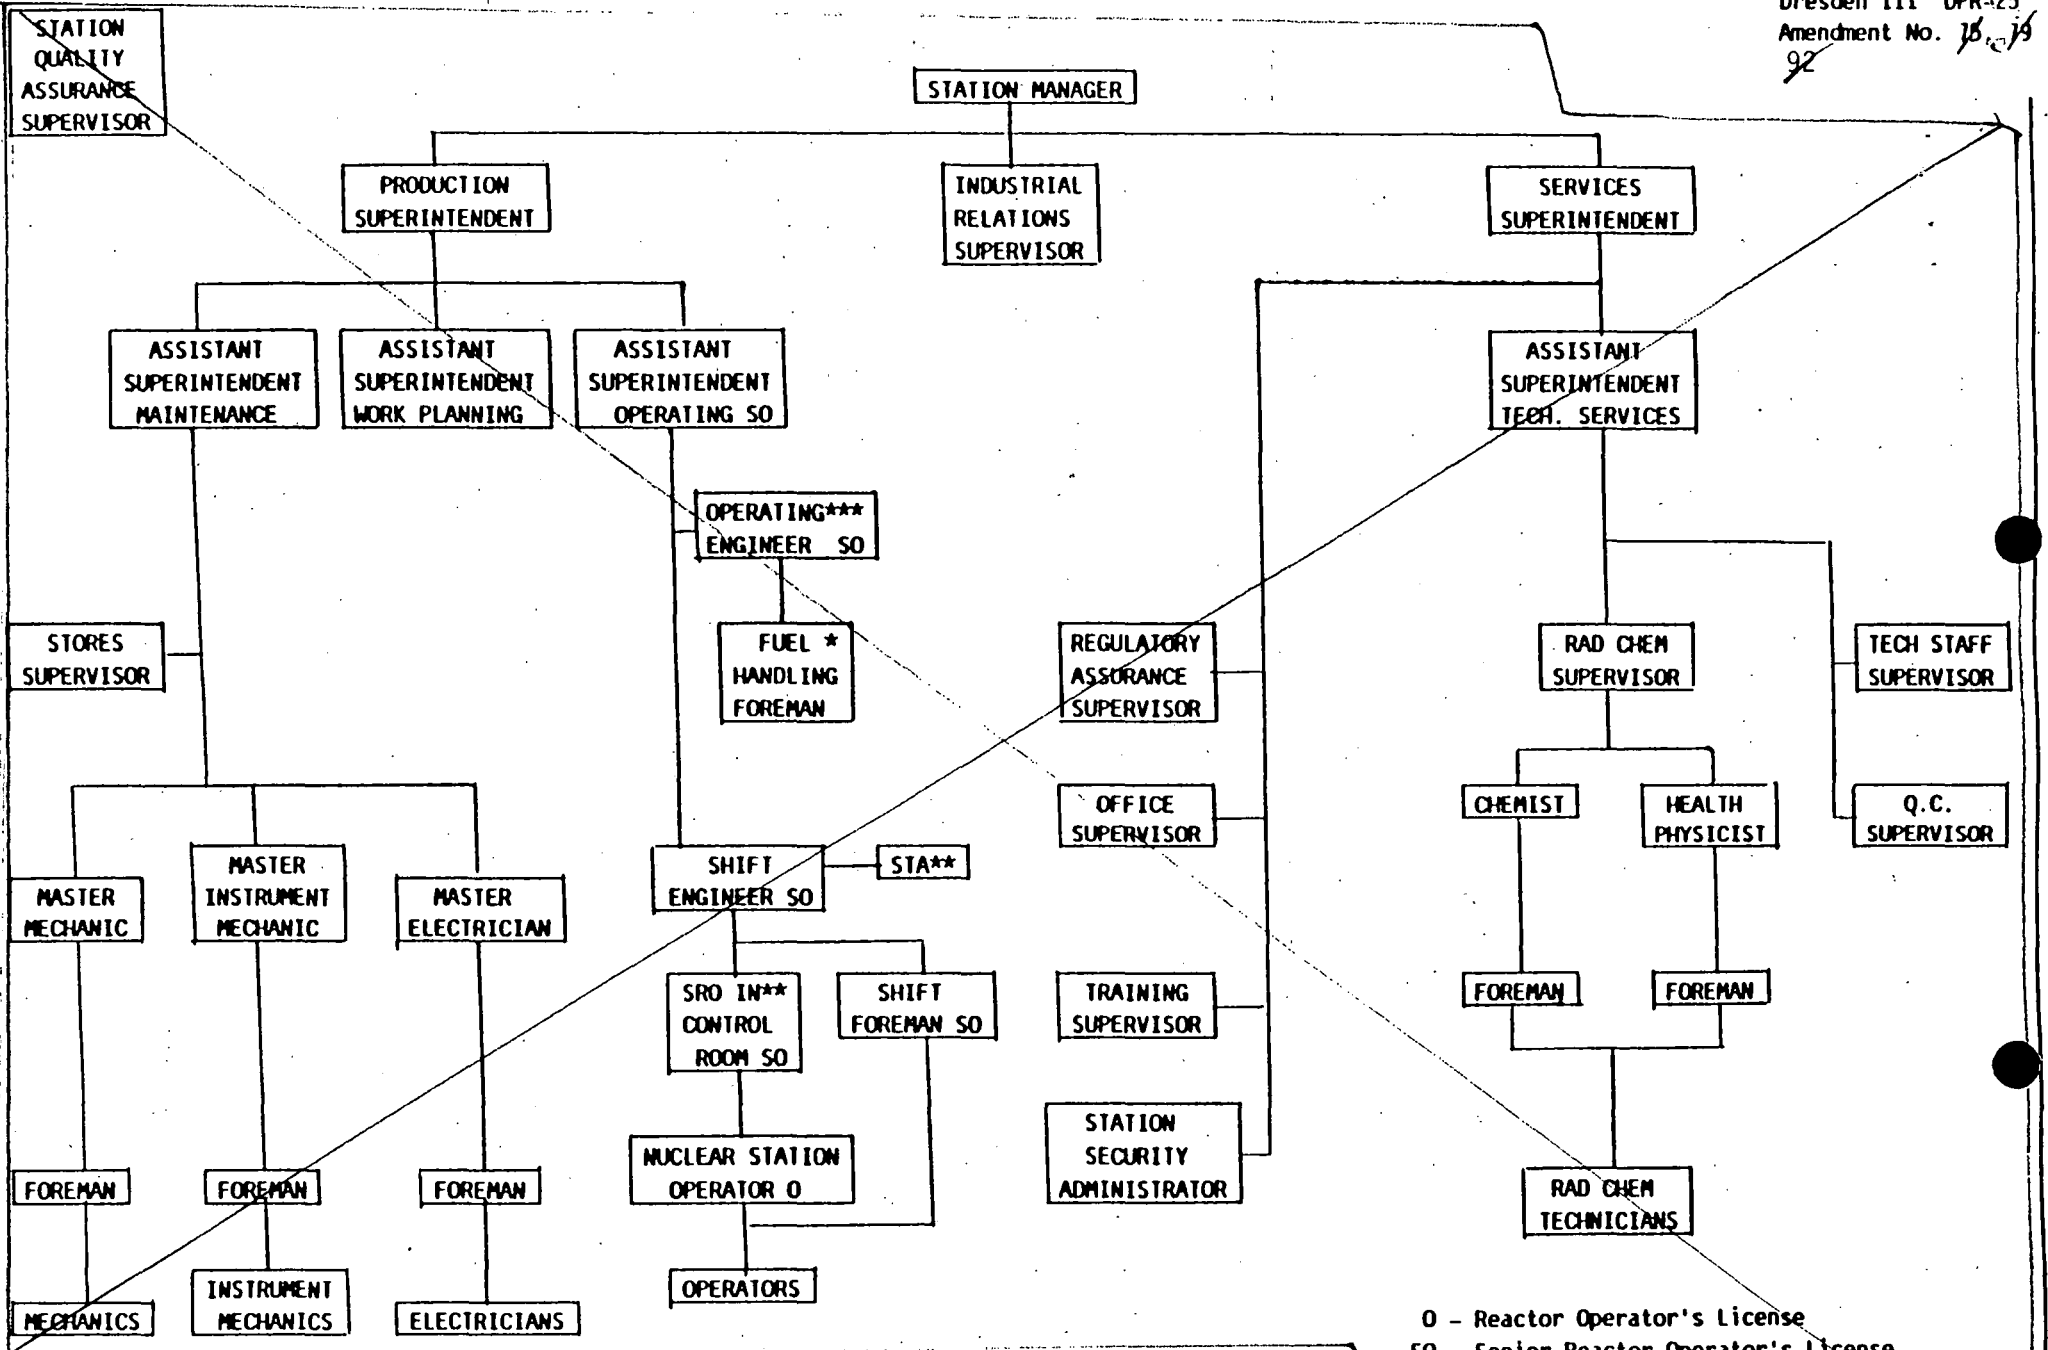 Dresden III DPR-25
Amendment No.
92
STATION
QUALITY
ASSURANCE
SUPERVISOR
STATION MANAGER
PRODUCTION
SUPERINTENDENT
INDUSTRIAL
RELATIONS
SUPERVISOR
SERVICES
SUPERINTENDENT
ASSISTANT
SUPERINTENDENT
MAINTENANCE
ASSISTANT
SUPERINTENDENT
WORK PLANNING
ASSISTANT
SUPERINTENDENT
OPERATING SO
ASSISTANT
SUPERINTENDENT
TECH. SERVICES
OPERATING***
ENGINEER SO
STORES
SUPERVISOR
FUEL *
HANDLING
FOREMAN
REGULATORY
ASSURANCE
SUPERVISOR
RAD CHEM
SUPERVISOR
TECH STAFF
SUPERVISOR
OFFICE
SUPERVISOR
CHEMIST
HEALTH
PHYSICIST
Q.C.
SUPERVISOR
MASTER
MECHANIC
MASTER
INSTRUMENT
MECHANIC
MASTER
ELECTRICIAN
SHIFT
ENGINEER SO
STA**
SRO IN**
CONTROL
ROOM SO
SHIFT
FOREMAN SO
TRAINING
SUPERVISOR
FOREMAN
FOREMAN
STATION
SECURITY
ADMINISTRATOR
NUCLEAR STATION
OPERATOR O
RAD CHEM
TECHNICIANS
FOREMAN
FOREMAN
FOREMAN
OPERATORS
MECHANICS
INSTRUMENT
MECHANICS
ELECTRICIANS
O - Reactor Operator's License
SO - Senior Reactor Operator's License